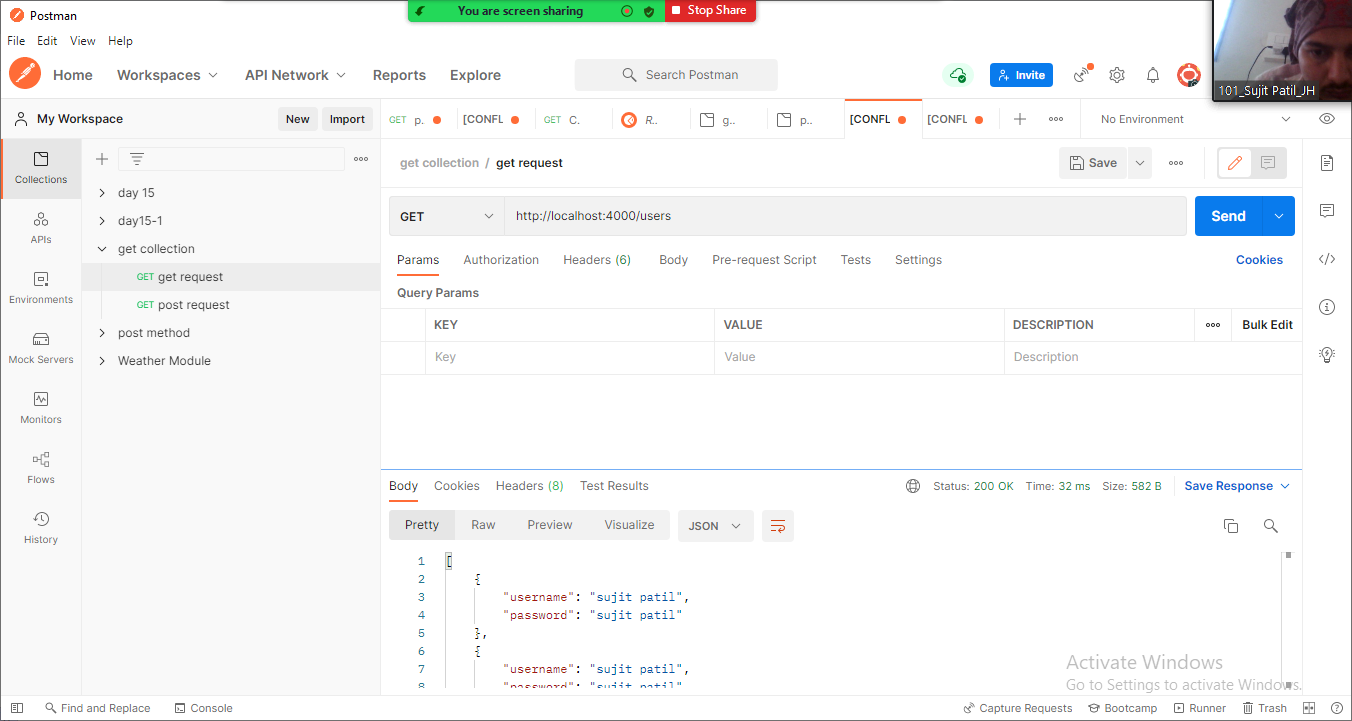 Postman
You are screen sharing
Stop Share
File Edit View Help
Home Workspaces API Network Reports Explore
Search Postman
Invite
101_Sujit Patil_JH
My Workspace
New Import
GET p.
[CONFL
GET C.
R..
g..
p..
[CONFL
[CONFL
No Environment
Collections
APIs
Environments
Mock Servers
Monitors
Flows
History
day 15
day15-1
get collection
GET get request
GET post request
post method
Weather Module
get collection / get request
Save
GET http://localhost:4000/users
Send
Params Authorization Headers (6) Body Pre-request Script Tests Settings
Cookies
Query Params
KEY VALUE DESCRIPTION
Bulk Edit
Key Value Description
Body Cookies Headers (8) Test Results
Status: 200 OK Time: 32 ms Size: 582 B
Save Response
Pretty Raw Preview Visualize
JSON
1 [
2 {
3 "username": "sujit patil",
4 "password": "sujit patil"
5 },
6 {
7 "username": "sujit patil",
8 "password": "sujit patil"
Activate Windows
Go to Settings to activate Windows.
Find and Replace Console
Capture Requests Bootcamp Runner Trash